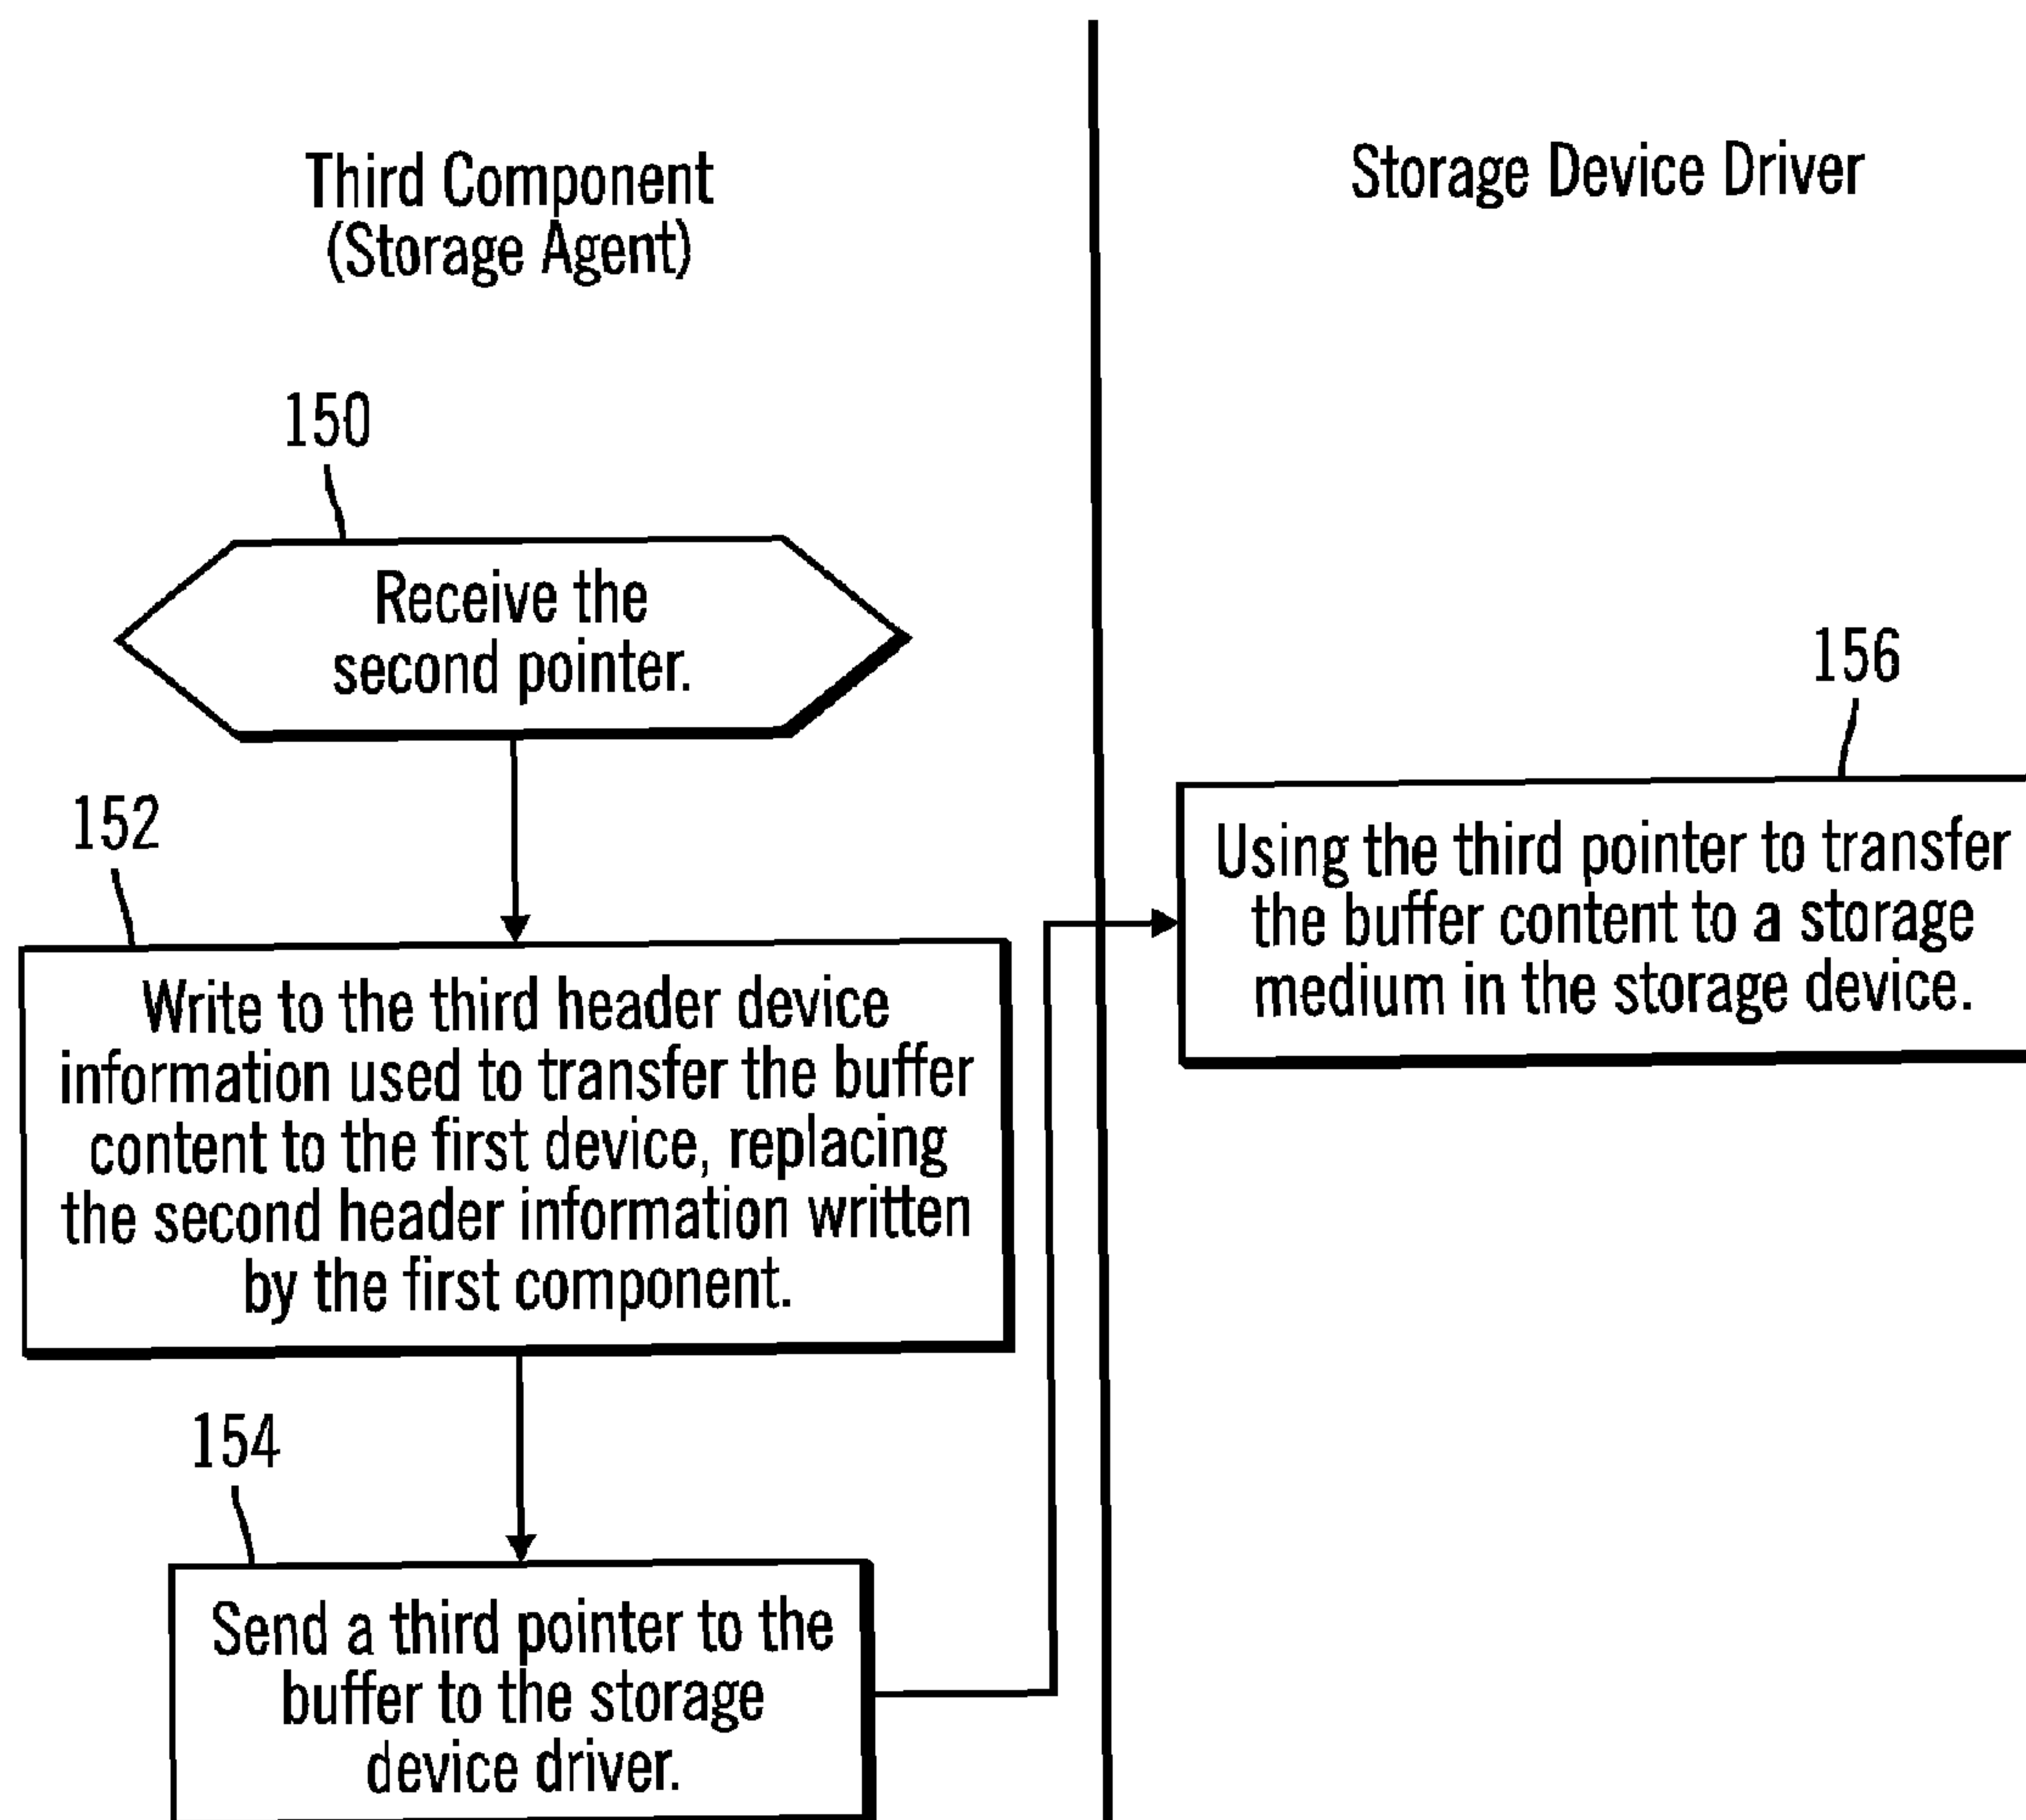 Third Component
(Storage Agent)
Storage Device Driver
150
Receive the
second pointer.
152
Write to the third header device
information used to transfer the buffer
content to the first device, replacing
the second header information written
by the first component.
154
Send a third pointer to the
buffer to the storage
device driver.
156
Using the third pointer to transfer
the buffer content to a storage
medium in the storage device.